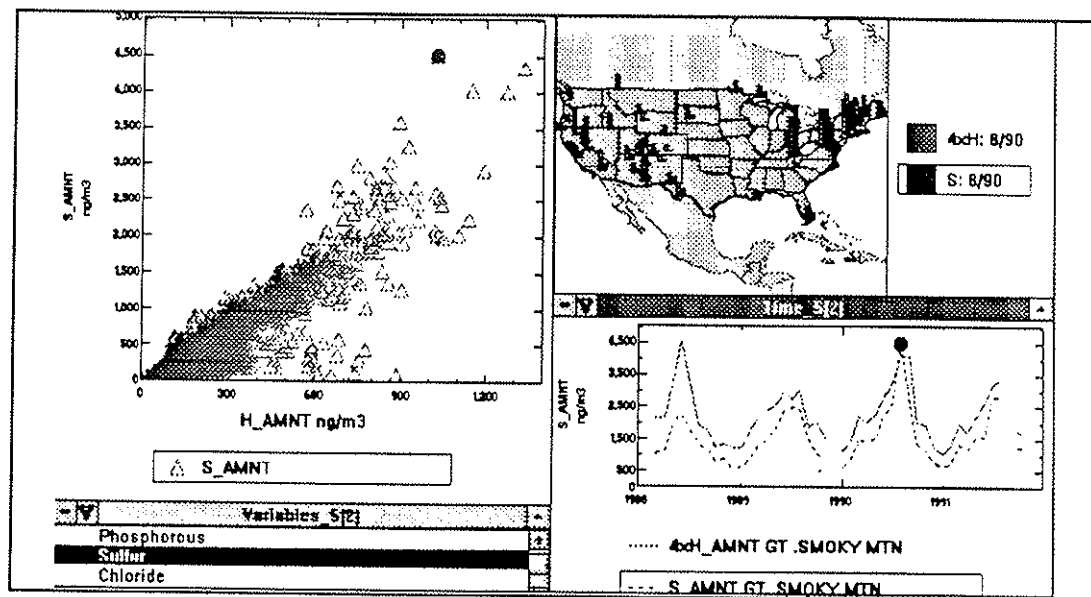 5,000
4,500
4,000
3,500
3,000
2,500
2,000
1,500
1,000
500
0
S_AMNT
ng/m3
0 300 600 900 1,200
H_AMNT ng/m3
S_AMNT
Variables_S[2]
Phosphorous
Sulfur
Chloride
4xH: 8/90
S: 8/90
Time_S[2]
S_AMNT
ng/m3
3,500
2,500
1,500
500
0
1988 1989 1990 1991
4xH_AMNT GT .SMOKY MTN
S_AMNT GT. SMOKY MTN